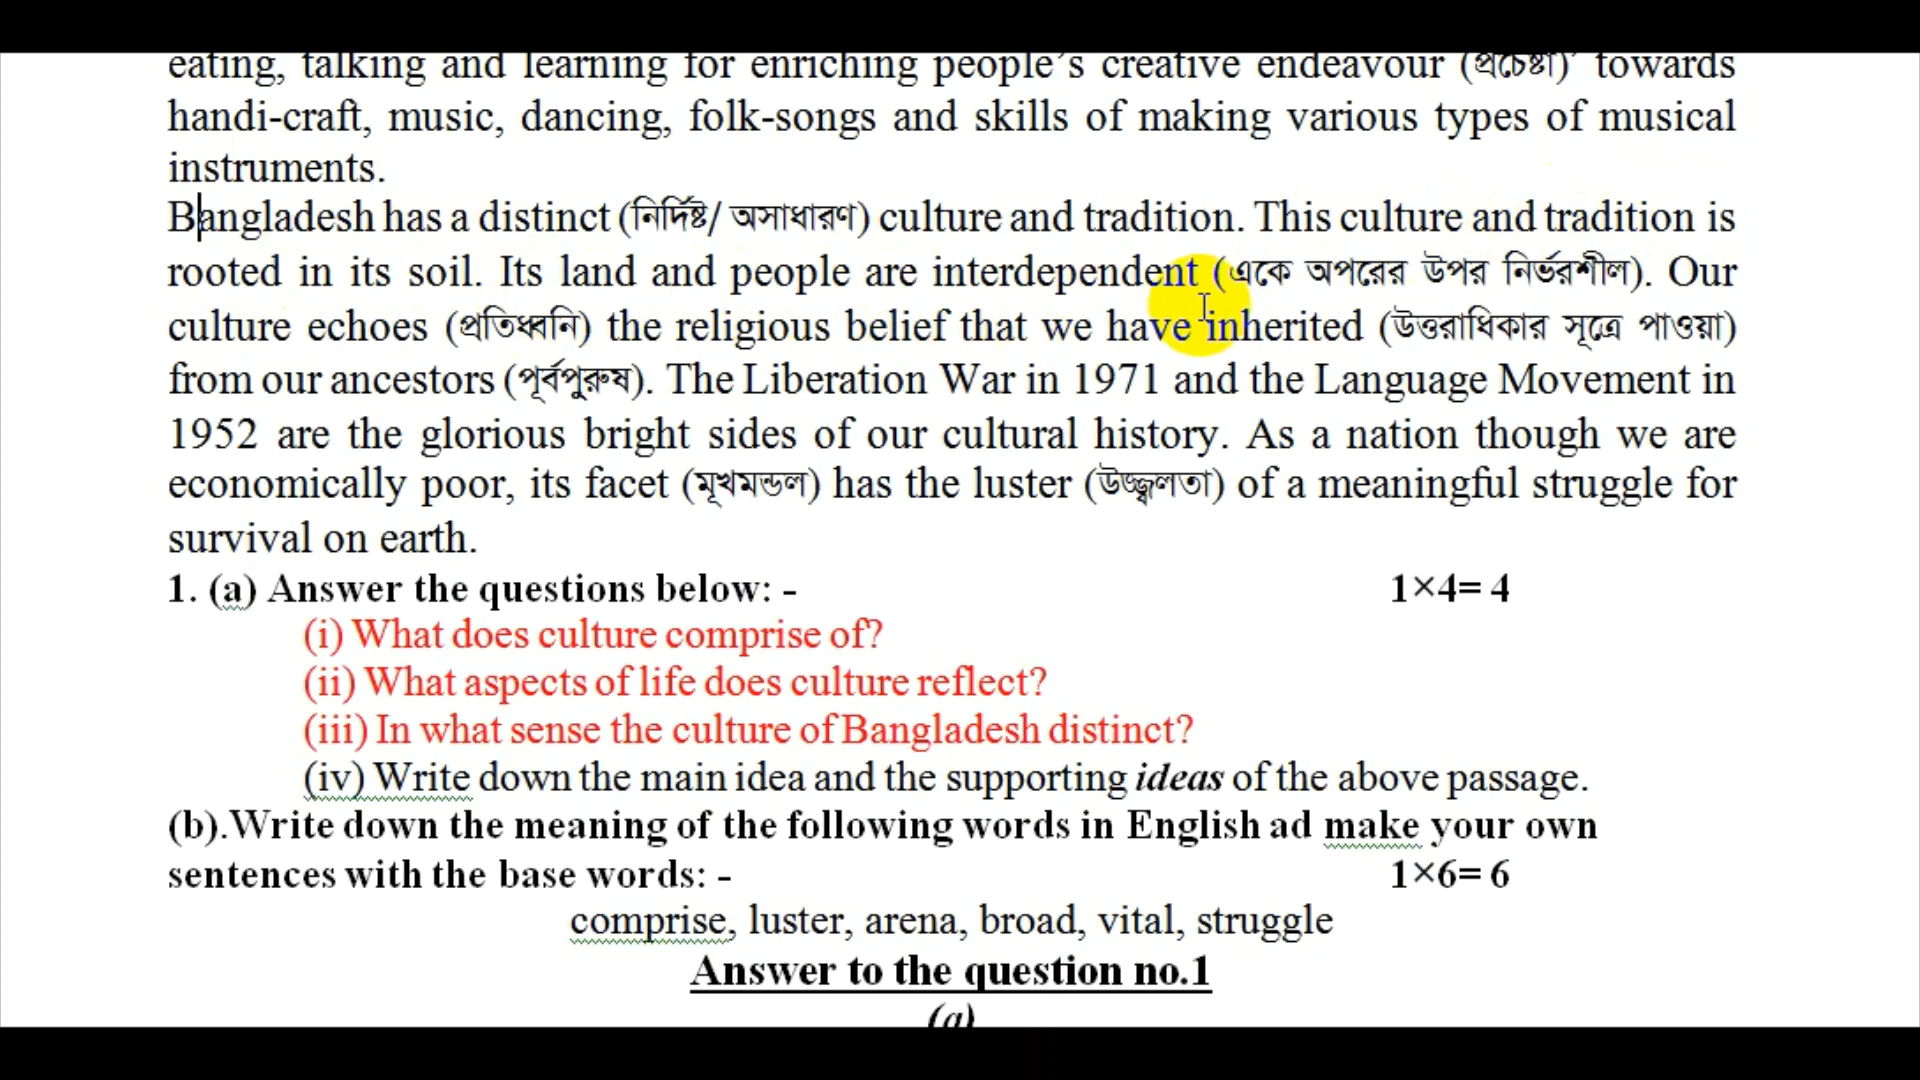 eating, talking and learning for enriching people's creative endeavour (প্রচেষ্টা)' towards
handi-craft, music, dancing, folk-songs and skills of making various types of musical
instruments.
Bangladesh has a distinct (নির্দিষ্ট/ অসাধারণ) culture and tradition. This culture and tradition is
rooted in its soil. Its land and people are interdependent (একে অপরের উপর নির্ভরশীল). Our
culture echoes (প্রতিধ্বনি) the religious belief that we have inherited (উত্তরাধিকার সূত্রে পাওয়া)
from our ancestors (পূর্বপুরুষ). The Liberation War in 1971 and the Language Movement in
1952 are the glorious bright sides of our cultural history. As a nation though we are
economically poor, its facet (মূখমন্ডল) has the luster (উজ্জ্বলতা) of a meaningful struggle for
survival on earth.
1. (a) Answer the questions below: - 1×4= 4
(i) What does culture comprise of?
(ii) What aspects of life does culture reflect?
(iii) In what sense the culture of Bangladesh distinct?
(iv) Write down the main idea and the supporting ideas of the above passage.
(b).Write down the meaning of the following words in English ad make your own
sentences with the base words: - 1×6= 6
comprise, luster, arena, broad, vital, struggle
Answer to the question no.1
(a)